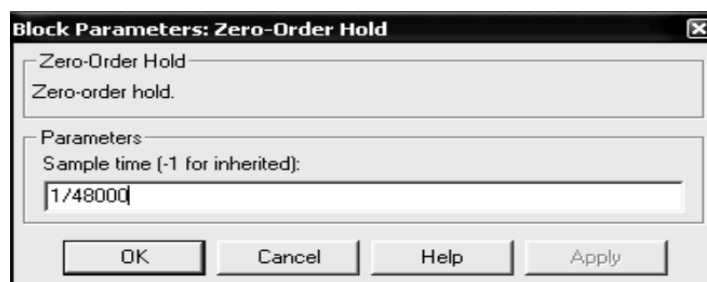 Block Parameters: Zero-Order Hold
Zero-Order Hold
Zero-order hold.
Parameters
Sample time (-1 for inherited):
1/48000
OK Cancel Help Apply